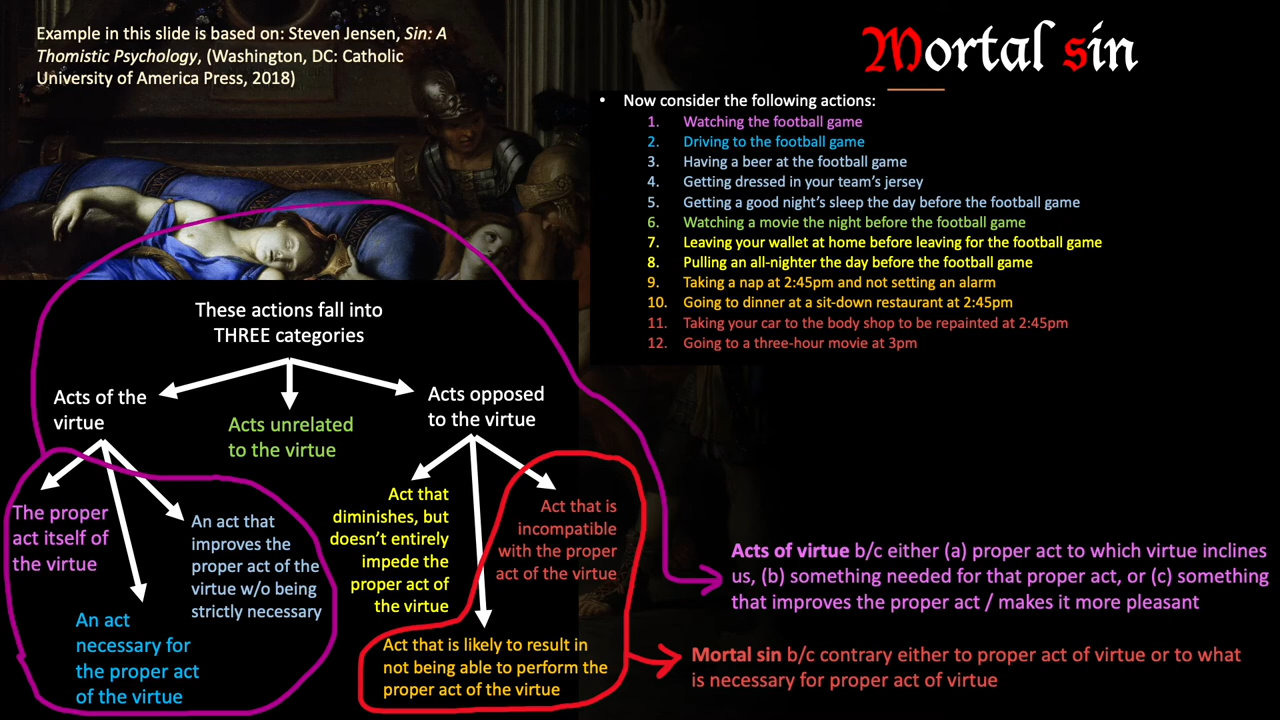 Example in this slide is based on: Steven Jensen, Sin: A
Thomistic Psychology, (Washington, DC: Catholic
University of America Press, 2018)
Mortal sin
• Now consider the following actions:
1. Watching the football game
2. Driving to the football game
3. Having a beer at the football game
4. Getting dressed in your team's jersey
5. Getting a good night's sleep the day before the football game
6. Watching a movie the night before the football game
7. Leaving your wallet at home before leaving for the football game
8. Pulling an all-nighter the day before the football game
9. Taking a nap at 2:45pm and not setting an alarm
10. Going to dinner at a sit-down restaurant at 2:45pm
11. Taking your car to the body shop to be repainted at 2:45pm
12. Going to a three-hour movie at 3pm
These actions fall into
THREE categories
Acts of the
virtue
Acts unrelated
to the virtue
Acts opposed
to the virtue
The proper
act itself of
the virtue
An act
necessary for
the proper act
of the virtue
An act that
improves the
proper act of the
virtue w/o being
strictly necessary
Act that
diminishes, but
doesn't entirely
impede the
proper act of
the virtue
Act that is likely to result in
not being able to perform the
proper act of the virtue
Act that is
incompatible
with the proper
act of the virtue
Acts of virtue b/c either (a) proper act to which virtue inclines
us, (b) something needed for that proper act, or (c) something
that improves the proper act / makes it more pleasant
Mortal sin b/c contrary either to proper act of virtue or to what
is necessary for proper act of virtue